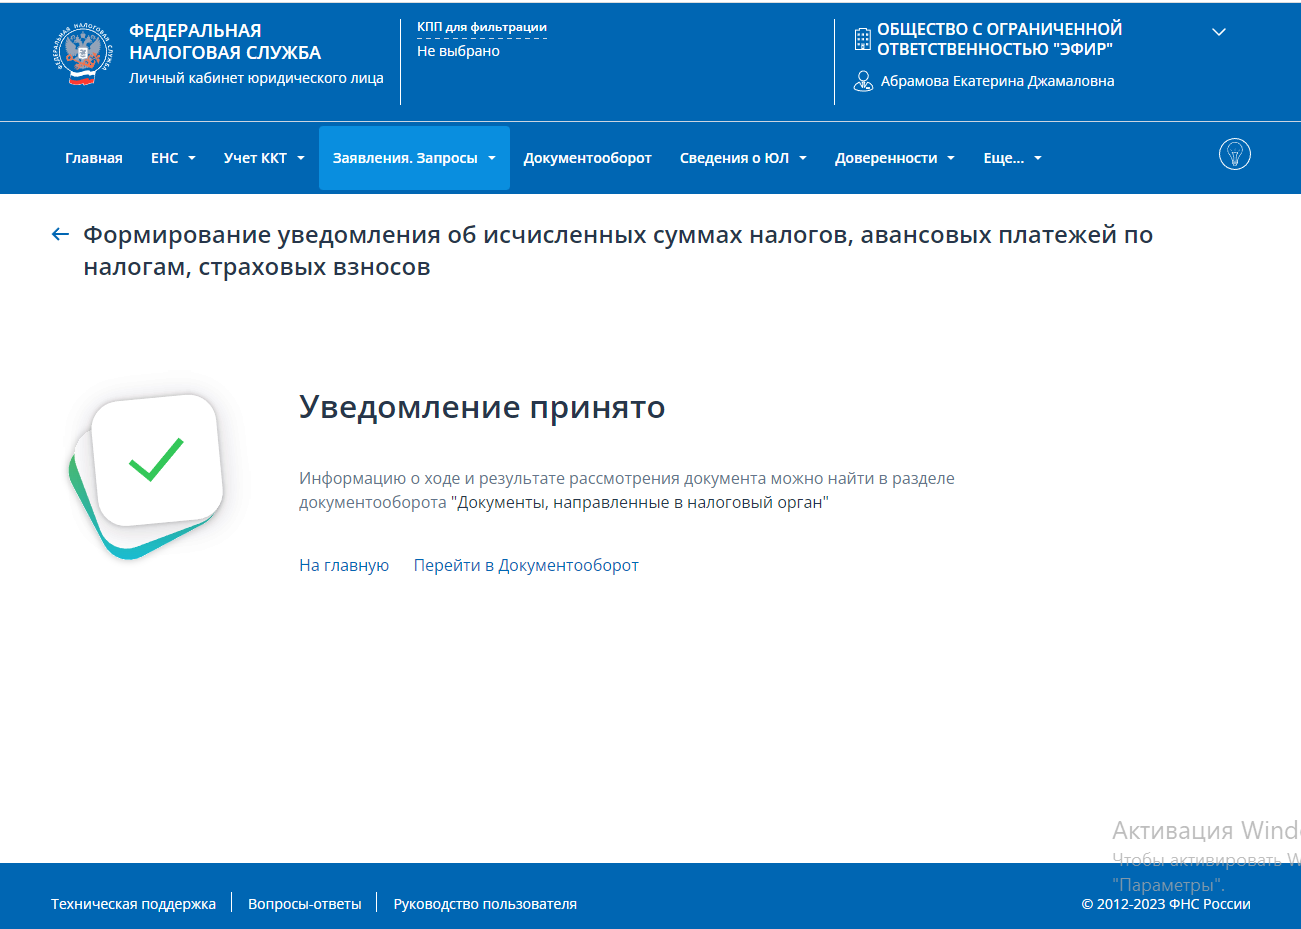 ФЕДЕРАЛЬНАЯ
НАЛОГОВАЯ СЛУЖБА
Личный кабинет юридического лица
КПП для фильтрации
Не выбрано
ОБЩЕСТВО С ОГРАНИЧЕННОЙ
ОТВЕТСТВЕННОСТЬЮ "ЭФИР"
Абрамова Екатерина Джамаловна
Главная ЕНС Учет ККТ Заявления. Запросы Документооборот Сведения о ЮЛ Доверенности Еще...
Формирование уведомления об исчисленных суммах налогов, авансовых платежей по
налогам, страховых взносов
Уведомление принято
Информацию о ходе и результате рассмотрения документа можно найти в разделе
документооборота "Документы, направленные в налоговый орган"
На главную Перейти в Документооборот
Активация Wind
Чтобы активировать W
"Параметры".
Техническая поддержка Вопросы-ответы Руководство пользователя
© 2012-2023 ФНС России